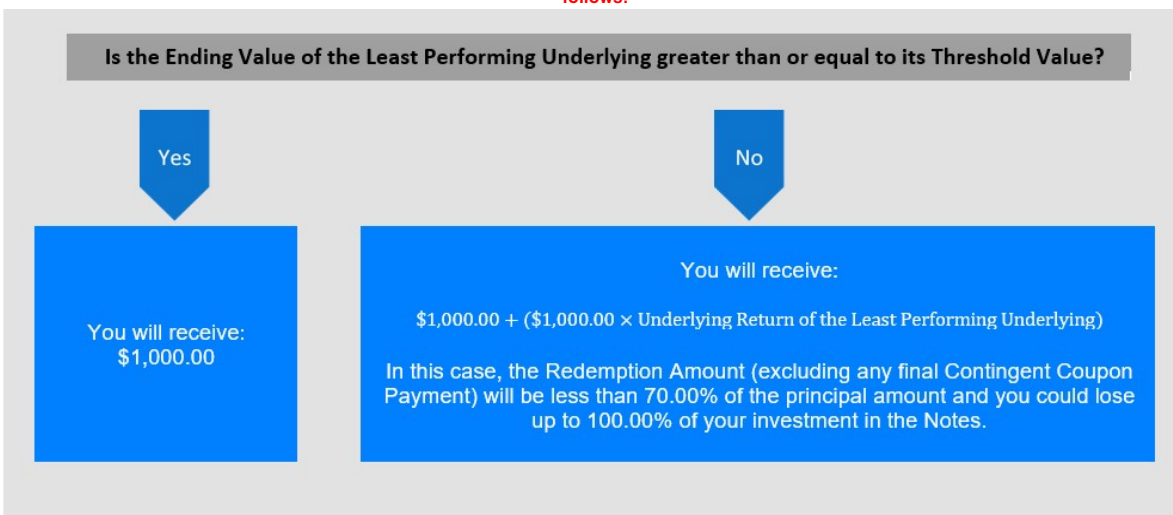 follows:
Is the Ending Value of the Least Performing Underlying greater than or equal to its Threshold Value?
Yes
No
You will receive:
$1,000.00
You will receive:
$1,000.00 + ($1,000.00 × Underlying Return of the Least Performing Underlying)
In this case, the Redemption Amount (excluding any final Contingent Coupon
Payment) will be less than 70.00% of the principal amount and you could lose
up to 100.00% of your investment in the Notes.